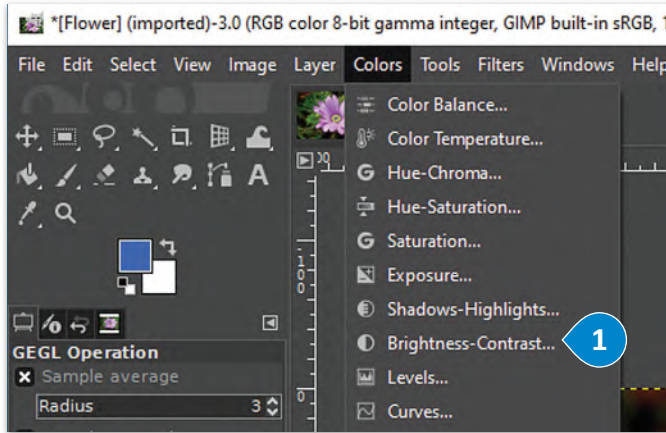 *[Flower] (imported)-3.0 (RGB color 8-bit gamma integer, GIMP built-in sRGB, 1
File Edit Select View Image Layer Colors Tools Filters Windows Help
Color Balance...
Color Temperature...
Hue-Chroma...
Hue-Saturation...
Saturation...
Exposure...
Shadows-Highlights...
Brightness-Contrast... 1
Levels...
Curves...
GEGL Operation
Sample average
Radius 3
-100
0